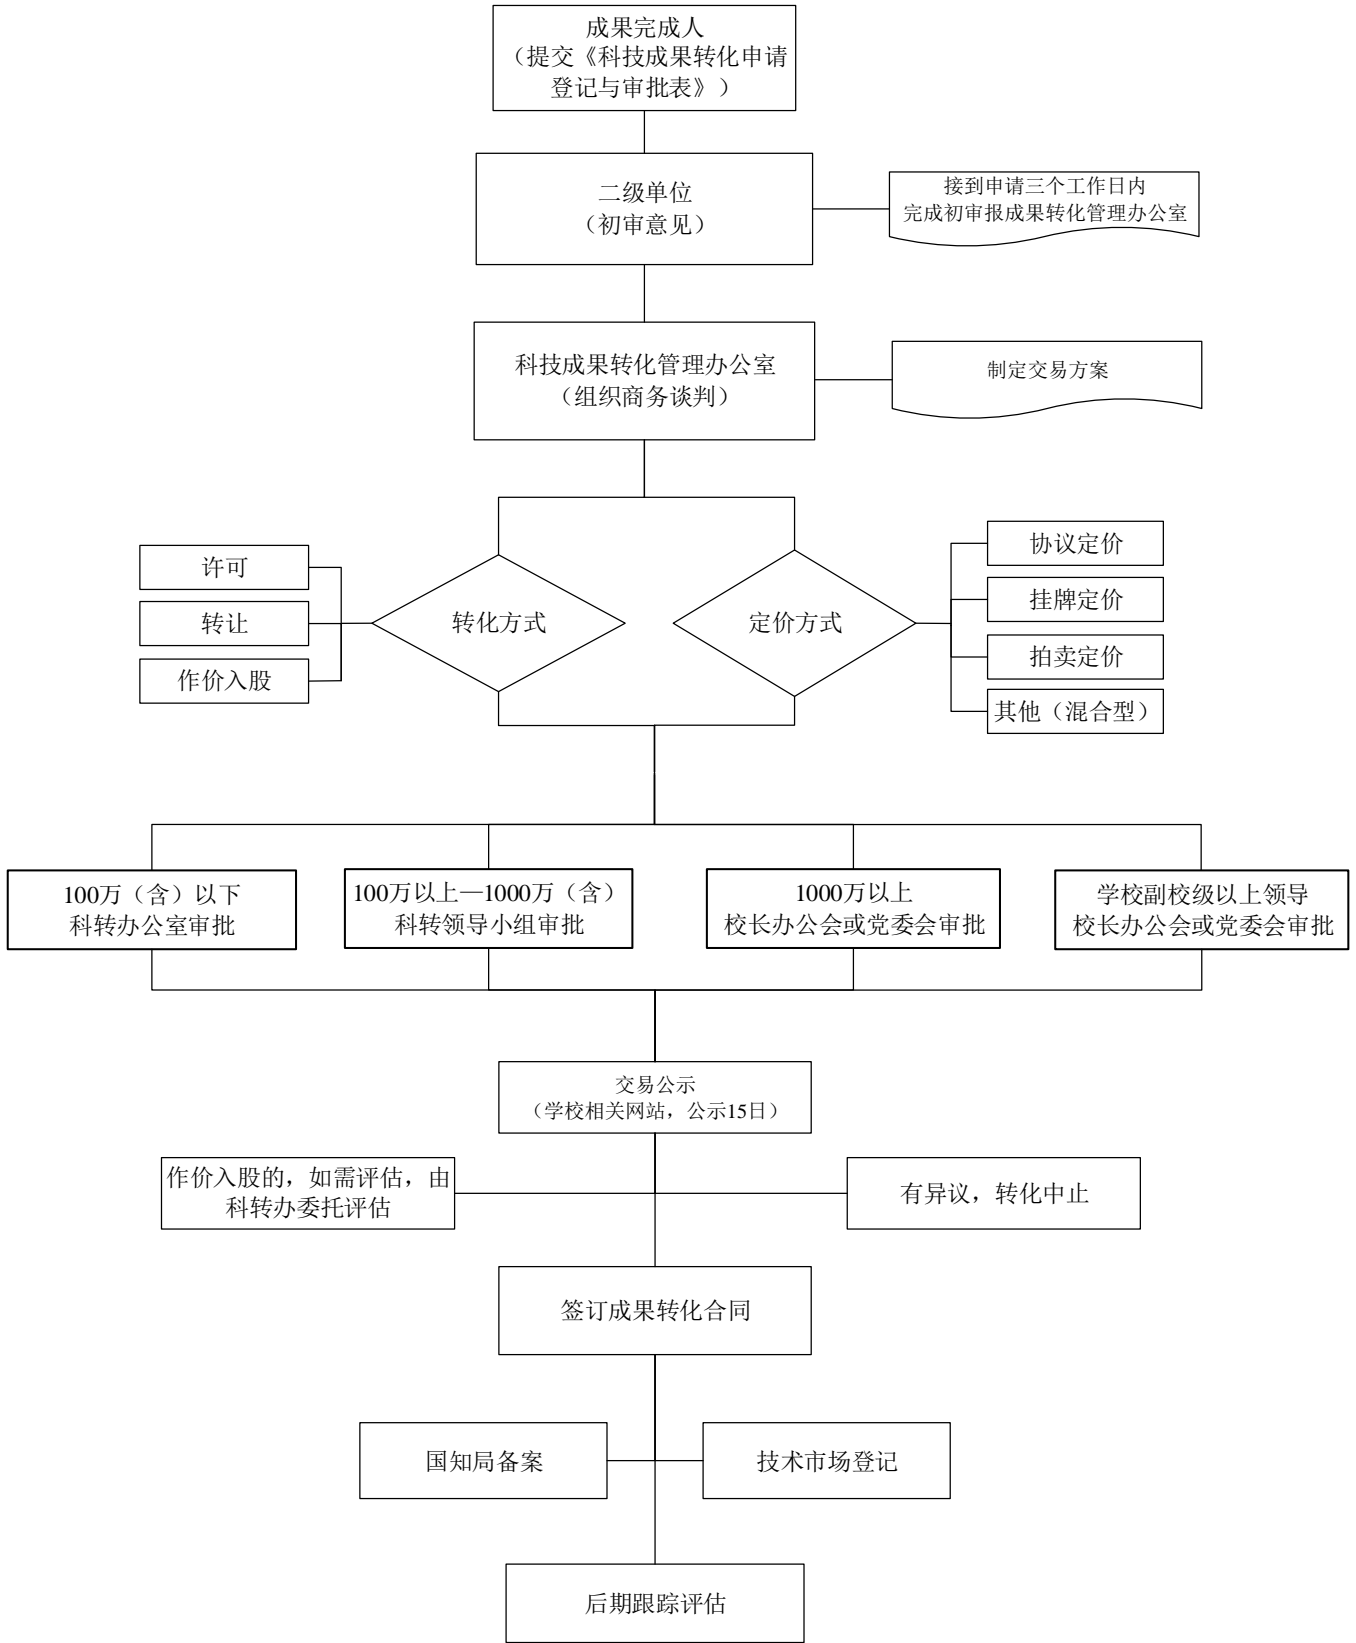 成果完成人
（提交《科技成果转化申请
登记与审批表》）
二级单位
（初审意见）
接到申请三个工作日内
完成初审报成果转化管理办公室
科技成果转化管理办公室
（组织商务谈判）
制定交易方案
许可
转让
作价入股
转化方式
定价方式
协议定价
挂牌定价
拍卖定价
其他（混合型）
100万（含）以下
科转办公室审批
100万以上—1000万（含）
科转领导小组审批
1000万以上
校长办公会或党委会审批
学校副校级以上领导
校长办公会或党委会审批
交易公示
（学校相关网站，公示15日）
作价入股的，如需评估，由
科转办委托评估
有异议，转化中止
签订成果转化合同
国知局备案
技术市场登记
后期跟踪评估